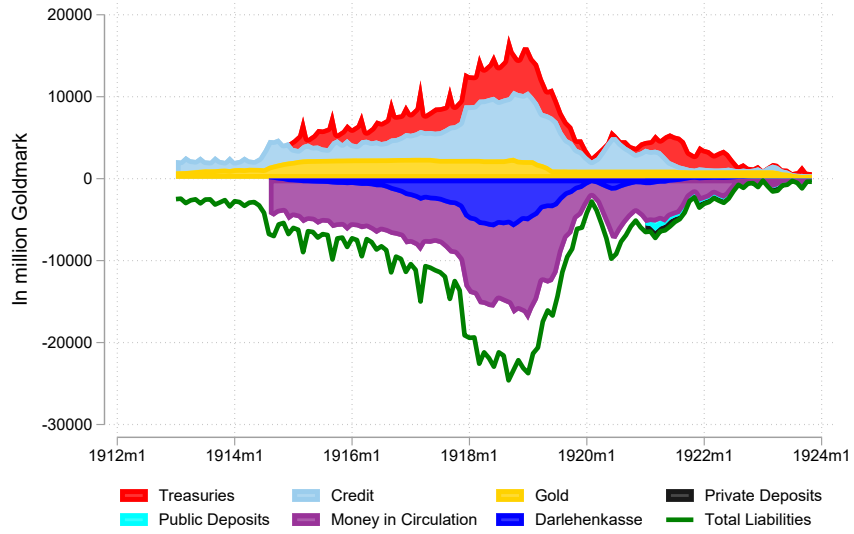 20000
10000
0
-10000
-20000
-30000
In million Goldmark
1912m1 1914m1 1916m1 1918m1 1920m1 1922m1 1924m1
Treasuries Credit Gold Private Deposits
Public Deposits Money in Circulation Darlehenkasse Total Liabilities